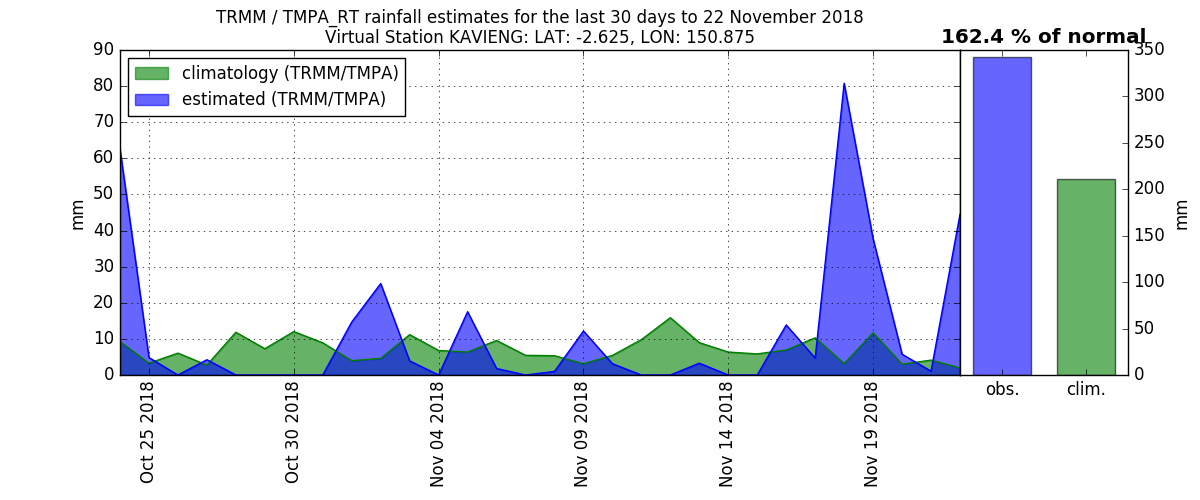 TRMM / TMPA_RT rainfall estimates for the last 30 days to 22 November 2018
Virtual Station KAVIENG: LAT: -2.625, LON: 150.875
162.4 % of normal
climatology (TRMM/TMPA)
estimated (TRMM/TMPA)
90
80
70
60
50
40
30
20
10
0
mm
Oct 25 2018
Oct 30 2018
Nov 04 2018
Nov 09 2018
Nov 14 2018
Nov 19 2018
350
300
250
200
150
100
50
0
mm
obs.
clim.